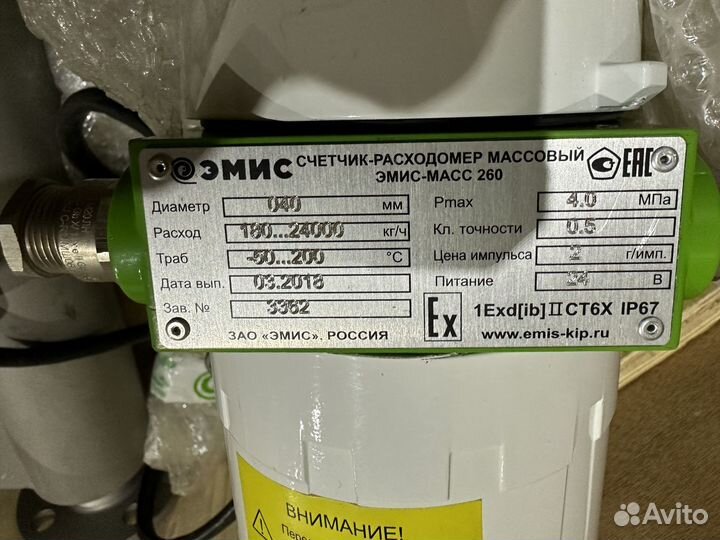 ЭМИС
СЧЕТЧИК-РАСХОДОМЕР МАССОВЫЙ
ЭМИС-МАСС 260
EAC
Диаметр 040 мм
Расход 180...24000 кг/ч
Tраб -50...200 °C
Дата вып. 03.2018
Зав. № 3362
ЗАО «ЭМИС», РОССИЯ
Pmax 4.0 МПа
Кл. точности 0.5
Цена импульса 2 г/имп.
Питание 24 В
Ex
1Exd[ib]IICT6X IP67
www.emis-kip.ru
ВНИМАНИЕ!
Avito